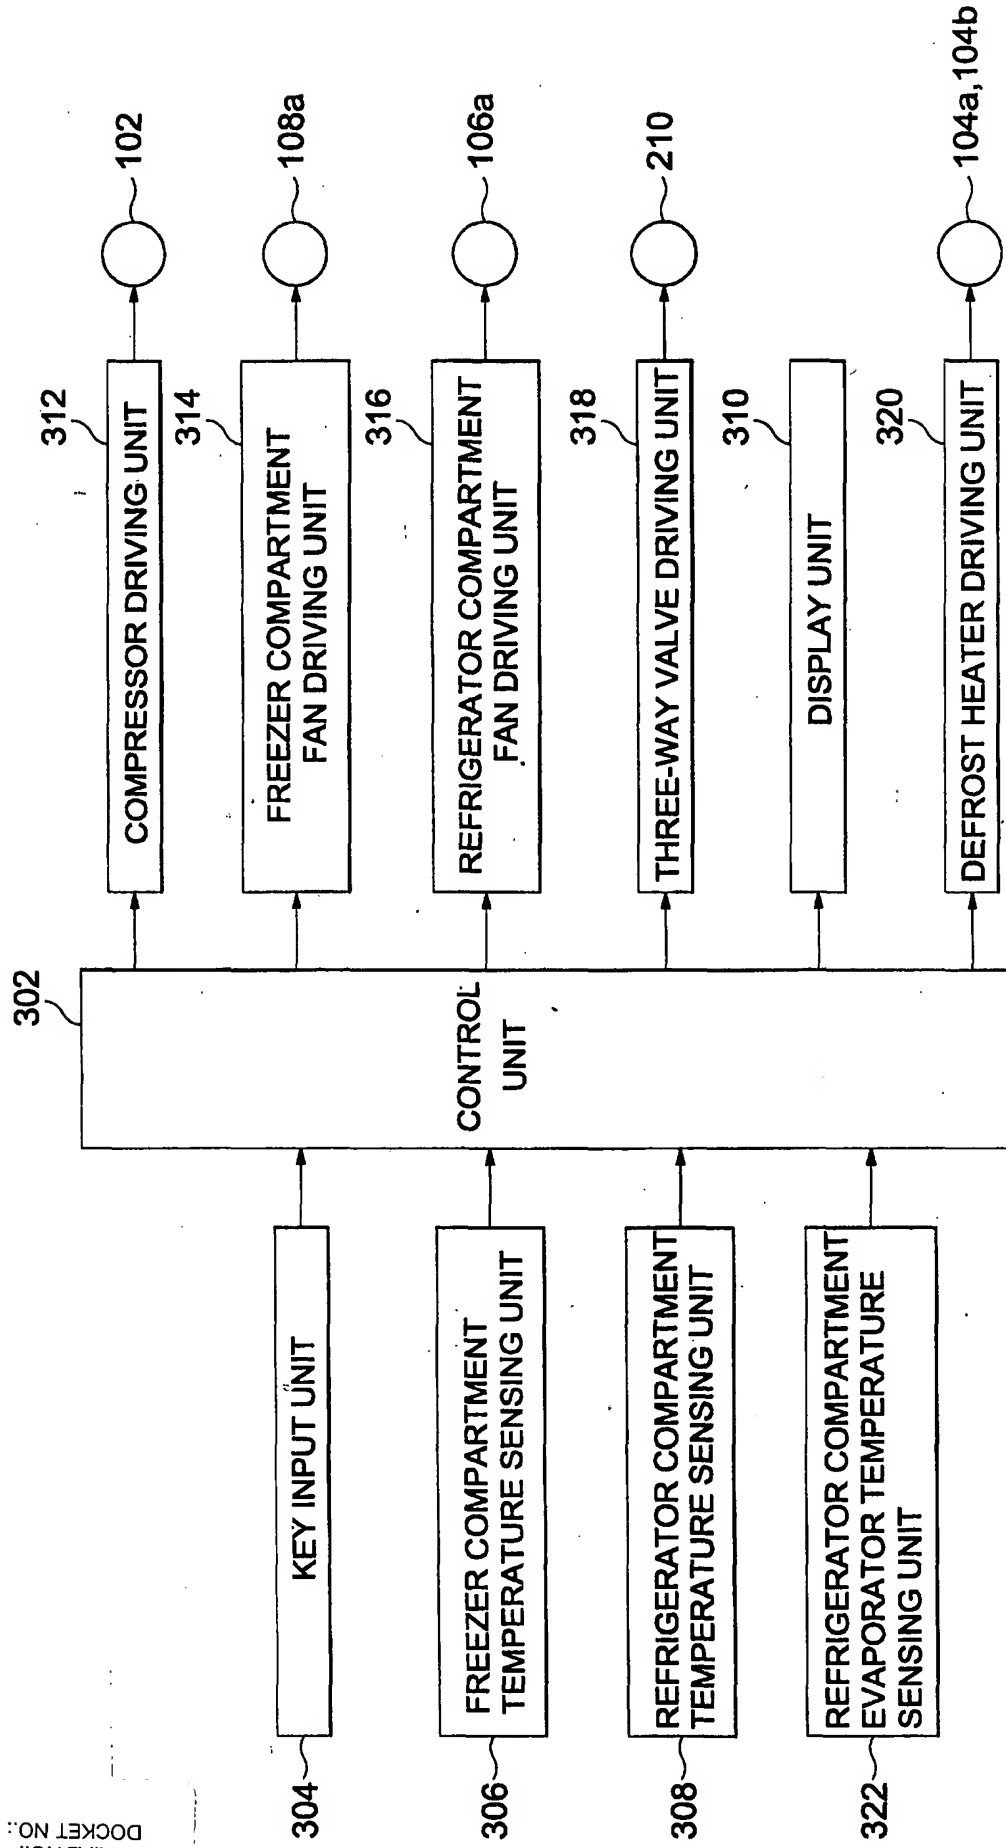 302
312
COMPRESSOR DRIVING UNIT
102
314
FREEZER COMPARTMENT
FAN DRIVING UNIT
108a
304
KEY INPUT UNIT
CONTROL
UNIT
316
REFRIGERATOR COMPARTMENT
FAN DRIVING UNIT
106a
306
FREEZER COMPARTMENT
TEMPERATURE SENSING UNIT
318
THREE-WAY VALVE DRIVING UNIT
210
308
REFRIGERATOR COMPARTMENT
TEMPERATURE SENSING UNIT
310
DISPLAY UNIT
322
REFRIGERATOR COMPARTMENT
EVAPORATOR TEMPERATURE
SENSING UNIT
320
DEFROST HEATER DRIVING UNIT
104a,104b
DOCKET NO.: